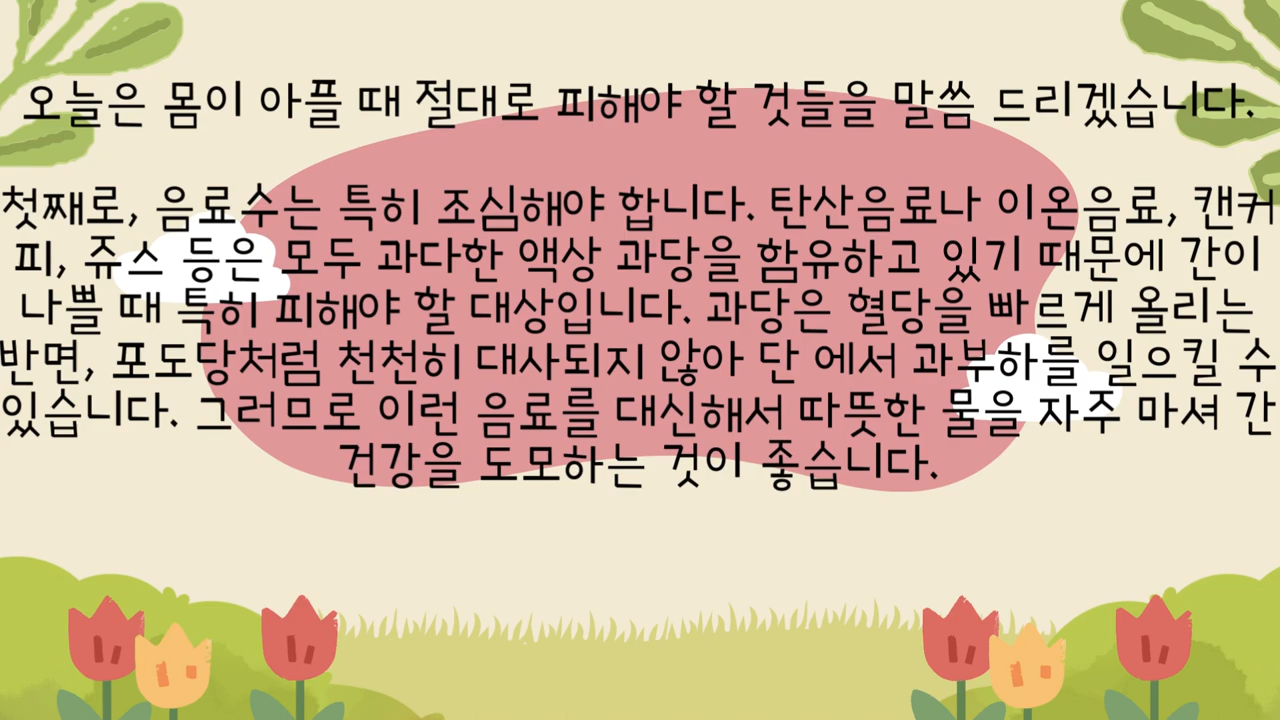 오늘은 몸이 아플 때 절대로 피해야 할 것들을 말씀 드리겠습니다.
첫째로, 음료수는 특히 조심해야 합니다. 탄산음료나 이온음료, 캔커
피, 쥬스 등은 모두 과다한 액상 과당을 함유하고 있기 때문에 간이
나쁠 때 특히 피해야 할 대상입니다. 과당은 혈당을 빠르게 올리는
반면, 포도당처럼 천천히 대사되지 않아 단 에서 과부하를 일으킬 수
있습니다. 그러므로 이런 음료를 대신해서 따뜻한 물을 자주 마셔 간
건강을 도모하는 것이 좋습니다.